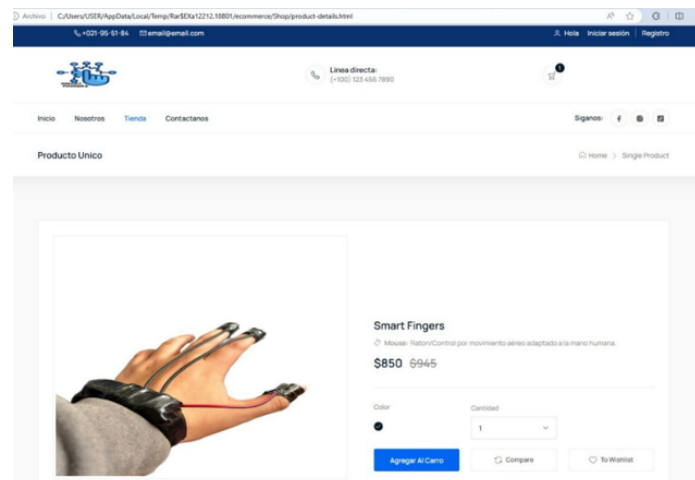 Archivo | C:/Users/USER/AppData/Local/Temp/Rar$EXa12212.10801/ecommerce/Shop/product-details.html
+021-95-51-84 email@email.com Hola Iniciar sesión Registro
Linea directa:
(+100) 123 456 7890
1
Inicio Nosotros Tienda Contactanos Siganos:
Producto Unico Home > Single Product
Smart Fingers
Mouse: Raton/Control por movimiento aéreo adaptado a la mano humana.
$850 $945
Color Cantidad
1
Agregar Al Carro Compare To Wishlist